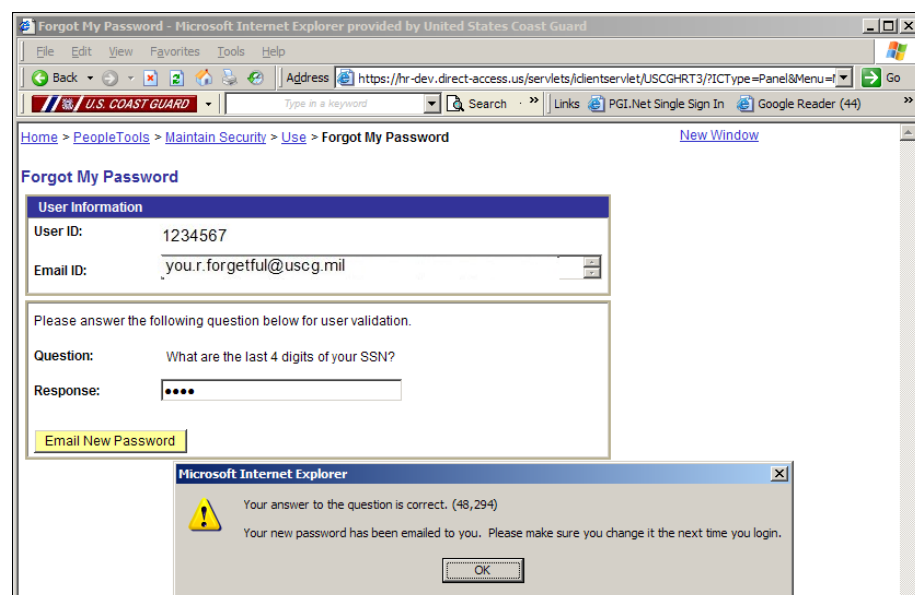 Forgot My Password - Microsoft Internet Explorer provided by United States Coast Guard
File Edit View Favorites Tools Help
Back Address https://hr-dev.direct-access.us/servlets/iclientservlet/USCGHRT3/?ICType=Panel&Menu= Go
U.S. COAST GUARD Type in a keyword Search » Links PGI.Net Single Sign In Google Reader (44) »
Home > PeopleTools > Maintain Security > Use > Forgot My Password New Window
Forgot My Password
User Information
User ID: 1234567
Email ID: you.r.forgetful@uscg.mil
Please answer the following question below for user validation.
Question: What are the last 4 digits of your SSN?
Response: ••••
Email New Password
Microsoft Internet Explorer
Your answer to the question is correct. (48,294)
Your new password has been emailed to you. Please make sure you change it the next time you login.
OK